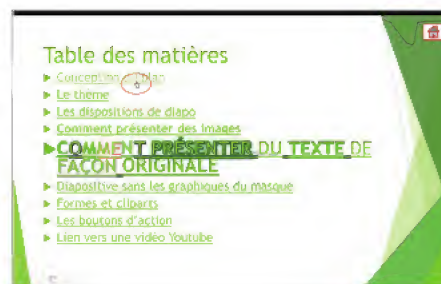 Table des matières
Conception
Le thème
Les dispositions de diapo
Comment présenter des images
COMMENT PRÉSENTER DU TEXTE DE
FAÇON ORIGINALE
Diapositive sans les graphiques du masque
Formes et cliparts
Les boutons d'action
Lien vers une vidéo Youtube